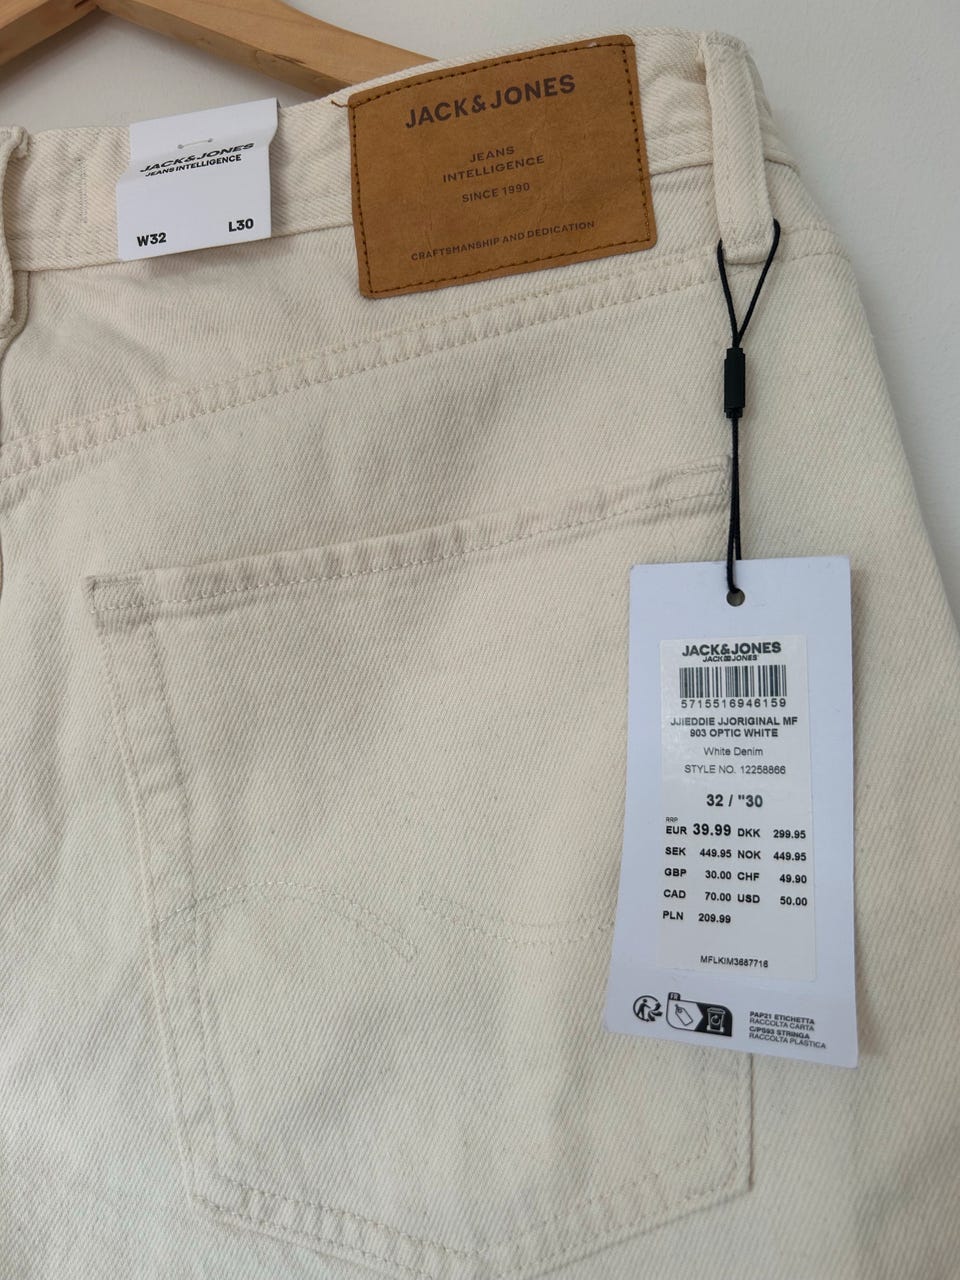 JACK&JONES
JEANS INTELLIGENCE
W32 L30
JACK&JONES
JEANS
INTELLIGENCE
SINCE 1990
CRAFTSMANSHIP AND DEDICATION
JACK&JONES
JACK&JONES
5715516946159
JJIEDDIE JJORIGINAL MF
903 OPTIC WHITE
White Denim
STYLE NO. 12258866
32 / "30
RRP
EUR 39.99 DKK 299.95
SEK 449.95 NOK 449.95
GBP 30.00 CHF 49.90
CAD 70.00 USD 50.00
PLN 209.99
MFLKIM3687716
FR
PAP21 ETICHETTA
RACCOLTA CARTA
C/PS93 STRINGA
RACCOLTA PLASTICA